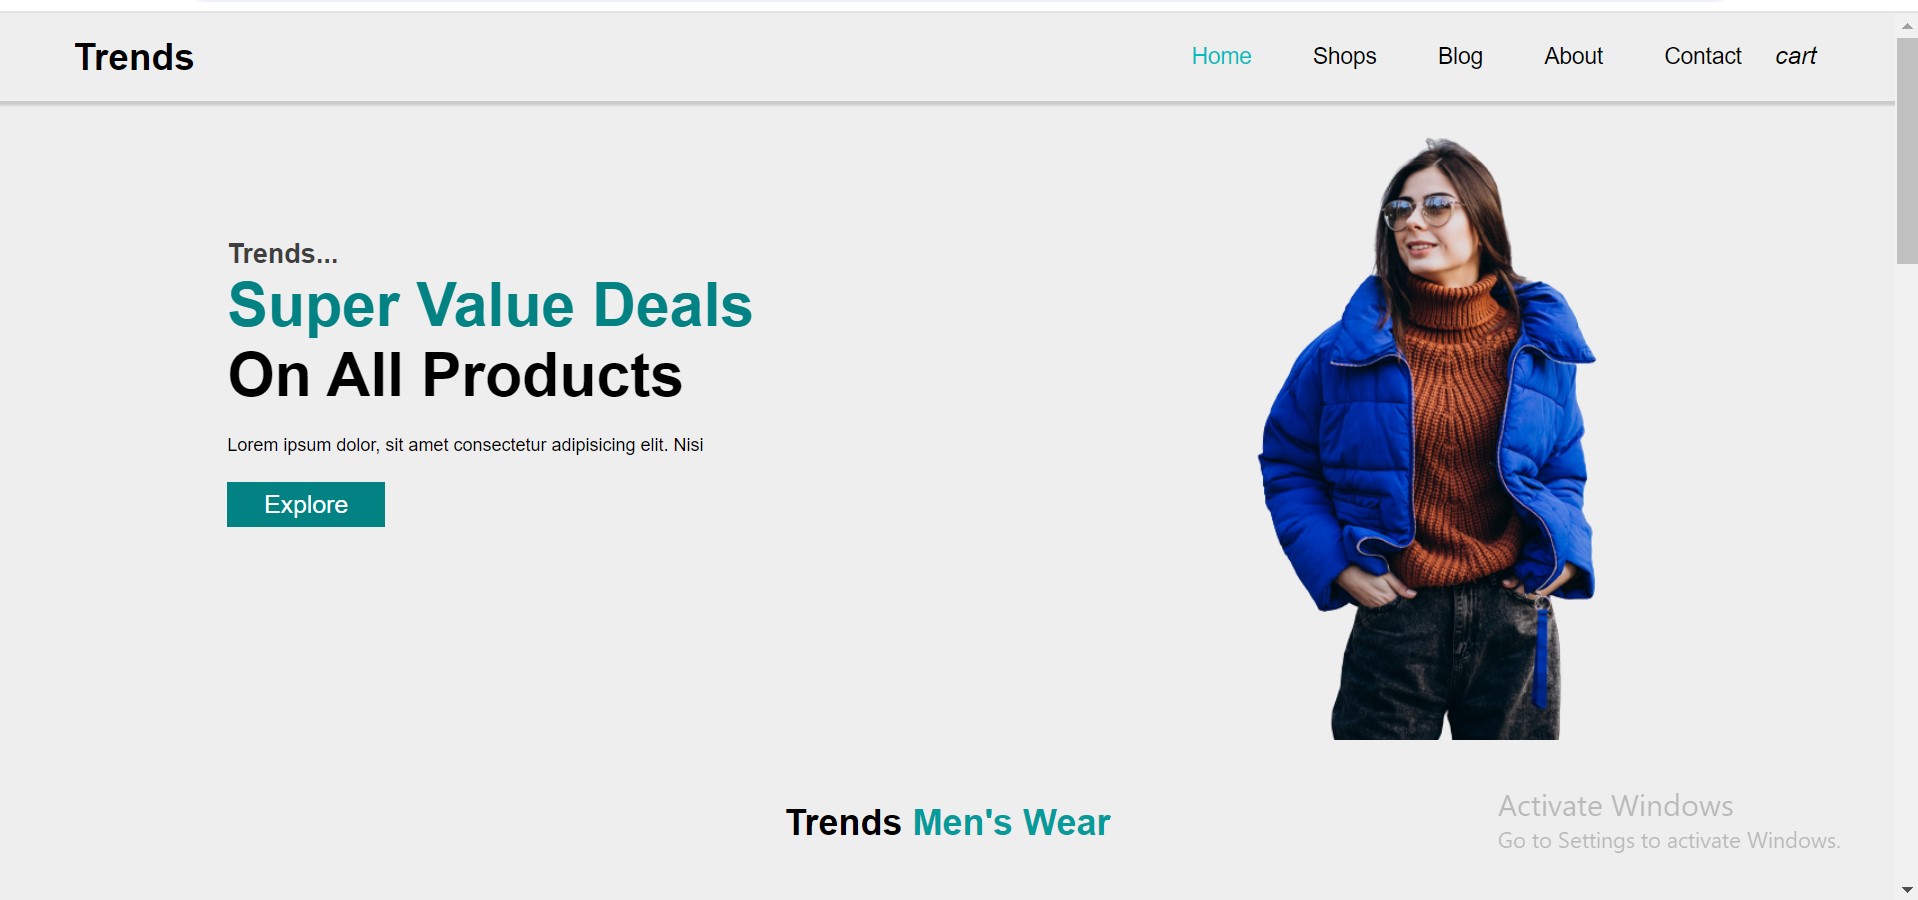 Trends
Home Shops Blog About Contact cart
Trends...
Super Value Deals
On All Products
Lorem ipsum dolor, sit amet consectetur adipisicing elit. Nisi
Explore
Trends Men's Wear
Activate Windows
Go to Settings to activate Windows.